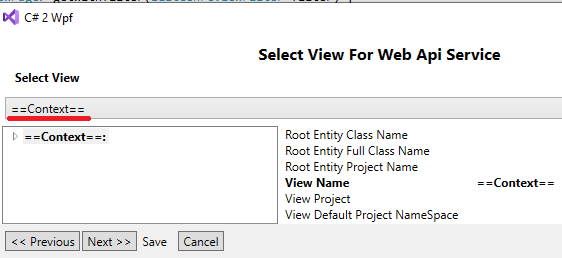 C# 2 Wpf
Select View For Web Api Service
Select View
==Context==
==Context==:
Root Entity Class Name
Root Entity Full Class Name
Root Entity Project Name
View Name ==Context==
View Project
View Default Project NameSpace
<< Previous Next >> Save Cancel